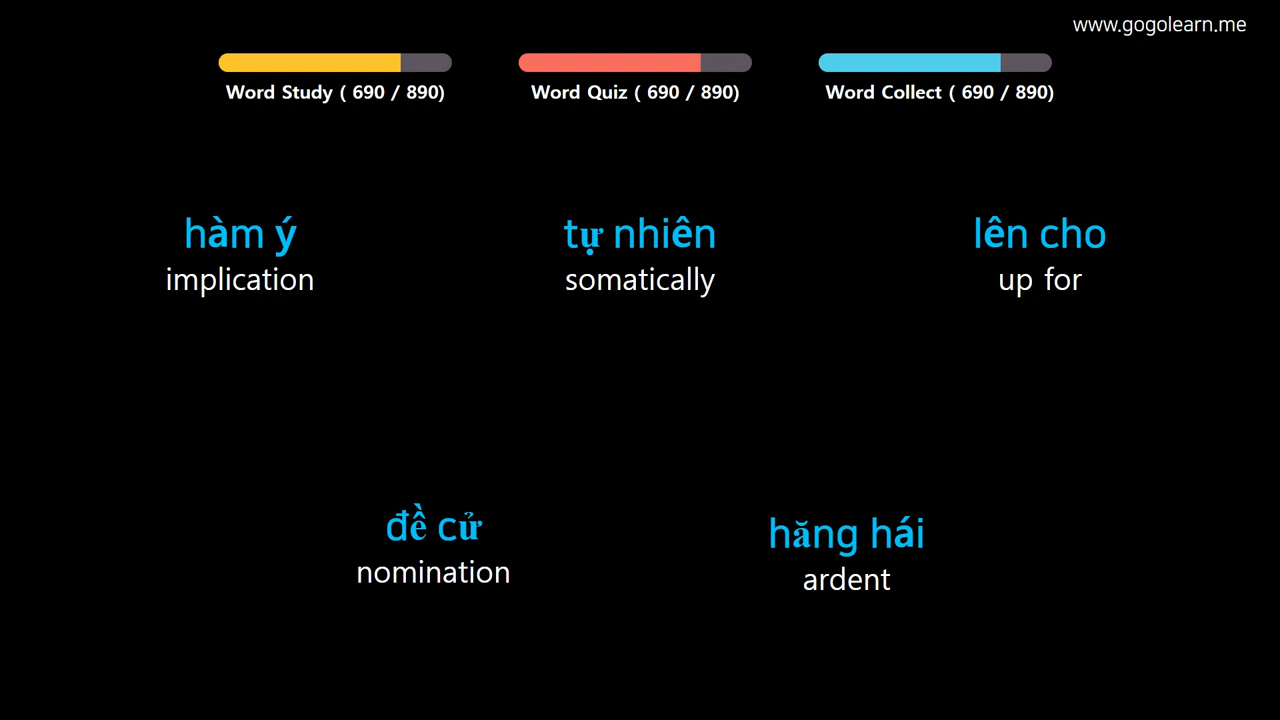 www.gogolearn.me
Word Study ( 690 / 890)
Word Quiz ( 690 / 890)
Word Collect ( 690 / 890)
hàm ý
implication
tự nhiên
somatically
lên cho
up for
đề cử
nomination
hăng hái
ardent